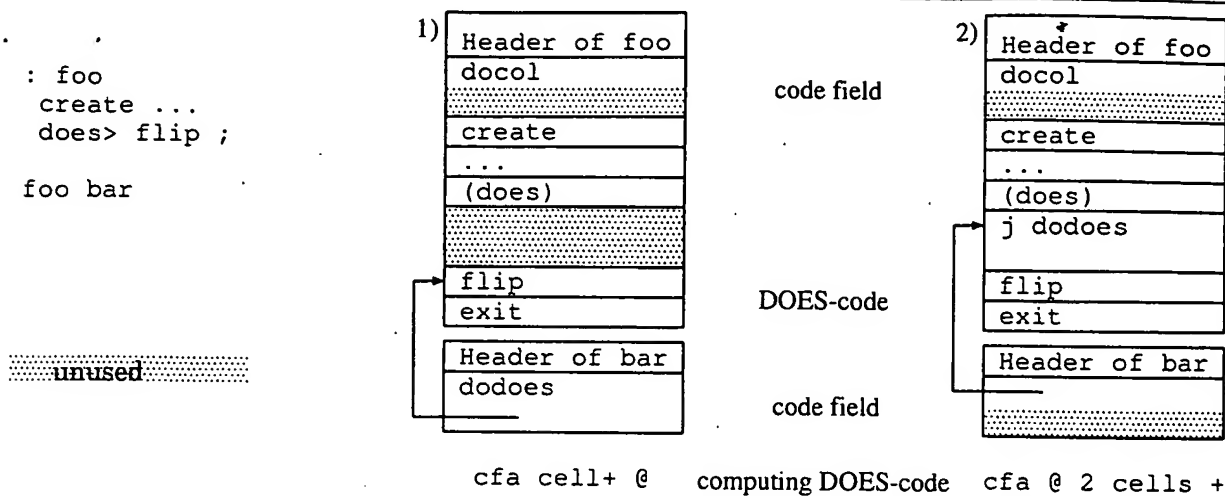 : foo
create ...
does> flip ;
foo bar
unused
1)
Header of foo
docol
create
...
(does)
flip
exit
Header of bar
dodoes
cfa cell+ @
code field
DOES-code
code field
computing DOES-code
2)
Header of foo
docol
create
...
(does)
j dodoes
flip
exit
Header of bar
cfa @ 2 cells +